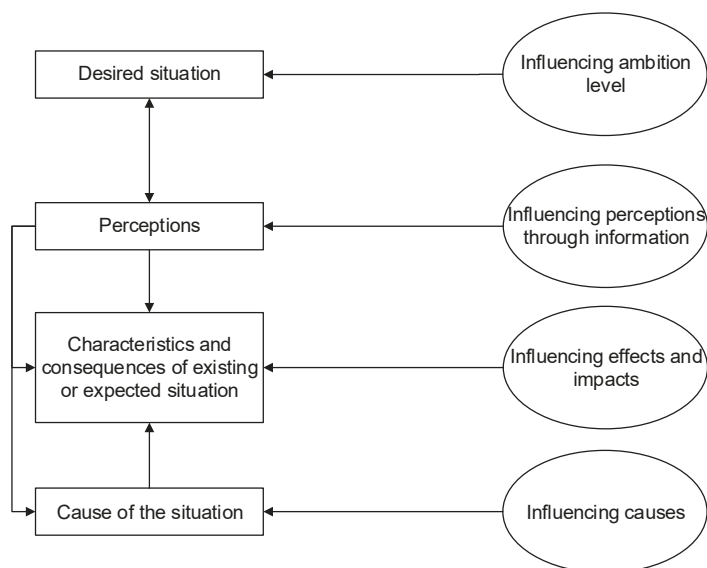 Desired situation
Influencing ambition
level
Perceptions
Influencing perceptions
through information
Characteristics and
consequences of existing
or expected situation
Influencing effects and
impacts
Cause of the situation
Influencing causes